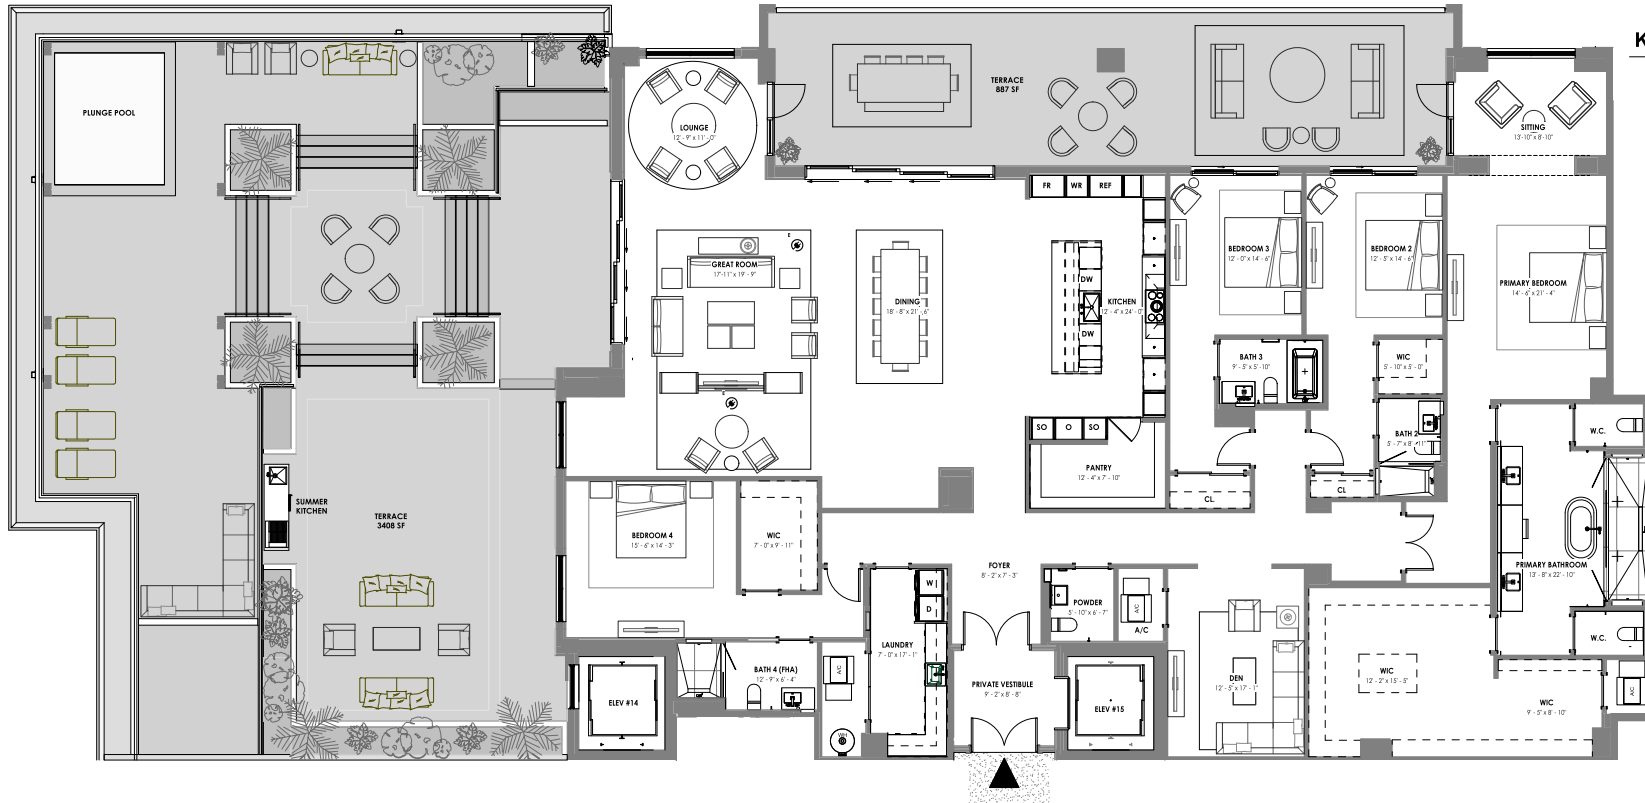 K
PLUNGE POOL
TERRACE
887 SF
LOUNGE
12' - 9" x 11' - 0"
SITTING
13'-10" x 8'-10"
FR
WR
REF
E
GREAT ROOM
17'-11" x 19' - 9"
DINING
18' - 8" x 21' - 6"
DW
KITCHEN
12' - 4" x 24' - 0"
DW
BEDROOM 3
12' - 0" x 14' - 6"
BEDROOM 2
12' - 5" x 14' - 6"
PRIMARY BEDROOM
14' - 6" x 21' - 4"
BATH 3
9' - 5" x 5' - 10"
WIC
5' - 10" x 5' - 0"
E
SO
O
SO
W.C.
BATH 2
5' - 7" x 8' - 11"
PANTRY
12' - 4" x 7' - 10"
CL
CL
SUMMER
KITCHEN
TERRACE
3408 SF
BEDROOM 4
15' - 6" x 14' - 3"
WIC
7' - 0" x 9' - 11"
FOYER
8' - 2" x 7' - 3"
PRIMARY BATHROOM
13' - 8" x 22' - 10"
W
D
POWDER
5' - 10" x 6' - 7"
A/C
A/C
LAUNDRY
7' - 0" x 17' - 1"
W.C.
BATH 4 (FHA)
12' - 9" x 6' - 4"
A/C
PRIVATE VESTIBULE
9' - 2" x 8' - 8"
DEN
12' - 5" x 17' - 1"
WIC
12' - 2" x 15' - 5"
A/C
ELEV #14
ELEV #15
WIC
9' - 5" x 8' - 10"
WH